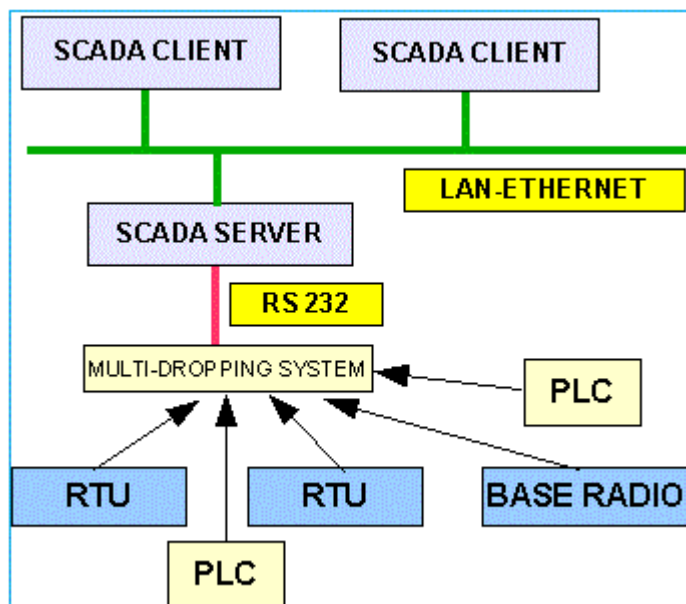 SCADA CLIENT
SCADA CLIENT
LAN-ETHERNET
SCADA SERVER
RS 232
MULTI-DROPPING SYSTEM
PLC
RTU
RTU
BASE RADIO
PLC